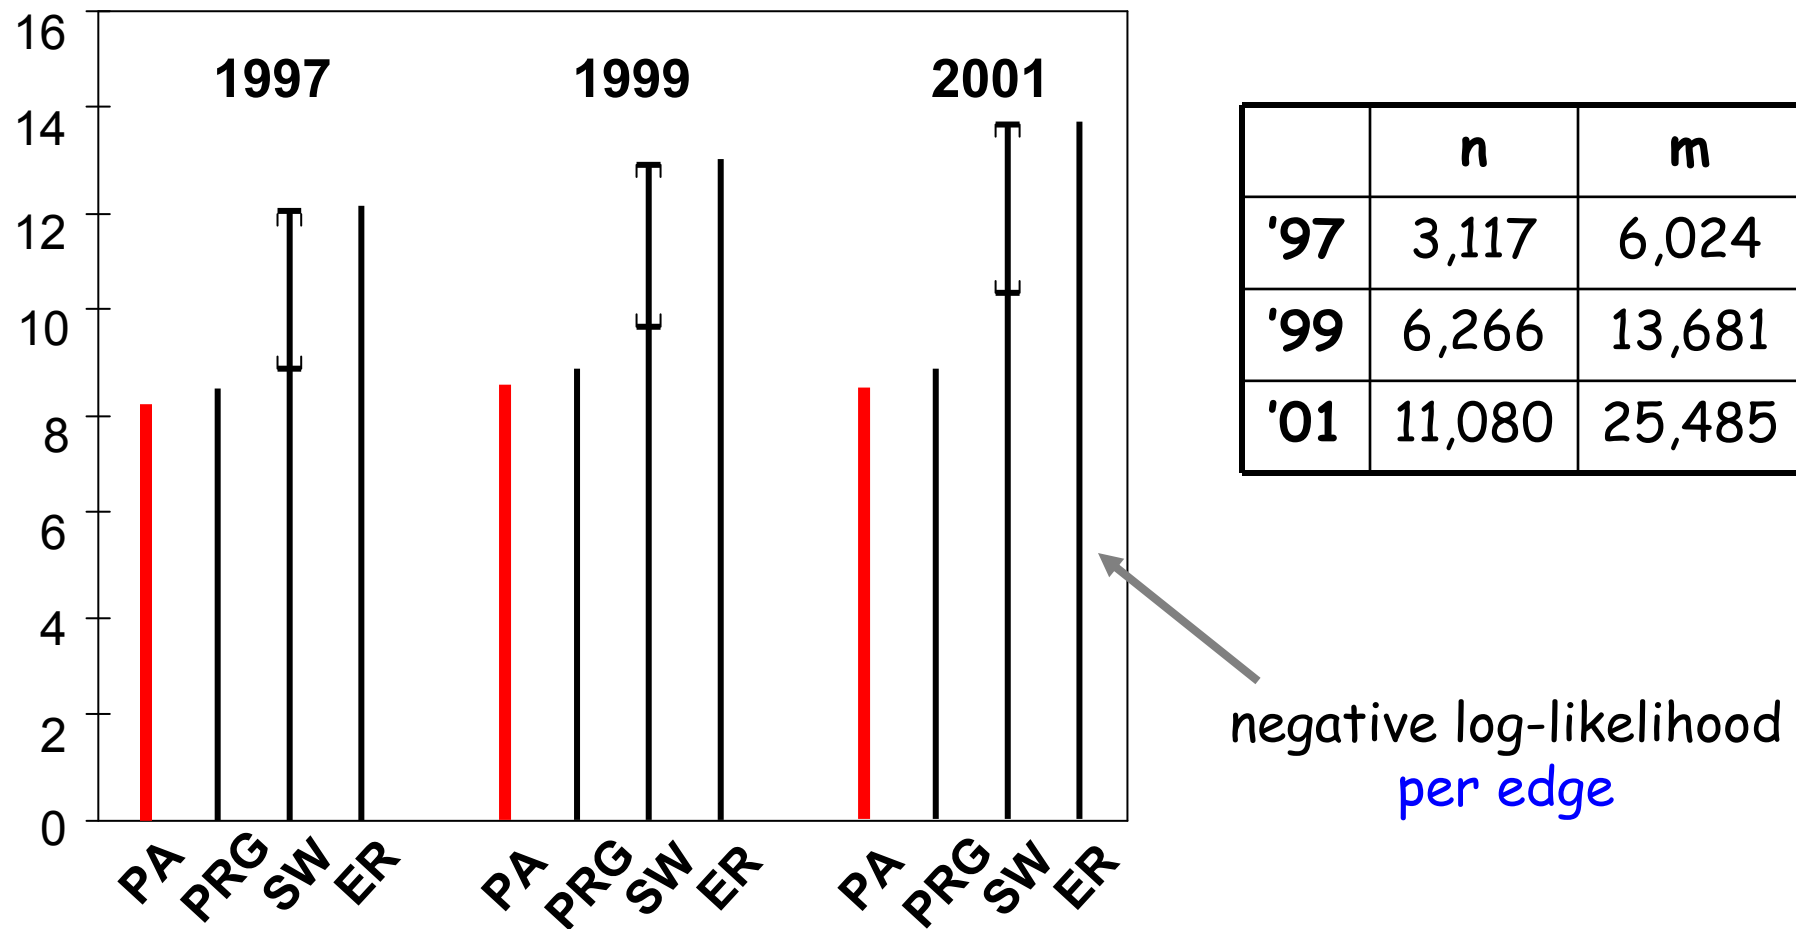 16
14
12
10
8
6
4
2
0
1997 1999 2001
PA PRG SW ER PA PRG SW ER PA PRG SW ER
n m
'97 3,117 6,024
'99 6,266 13,681
'01 11,080 25,485
negative log-likelihood
per edge